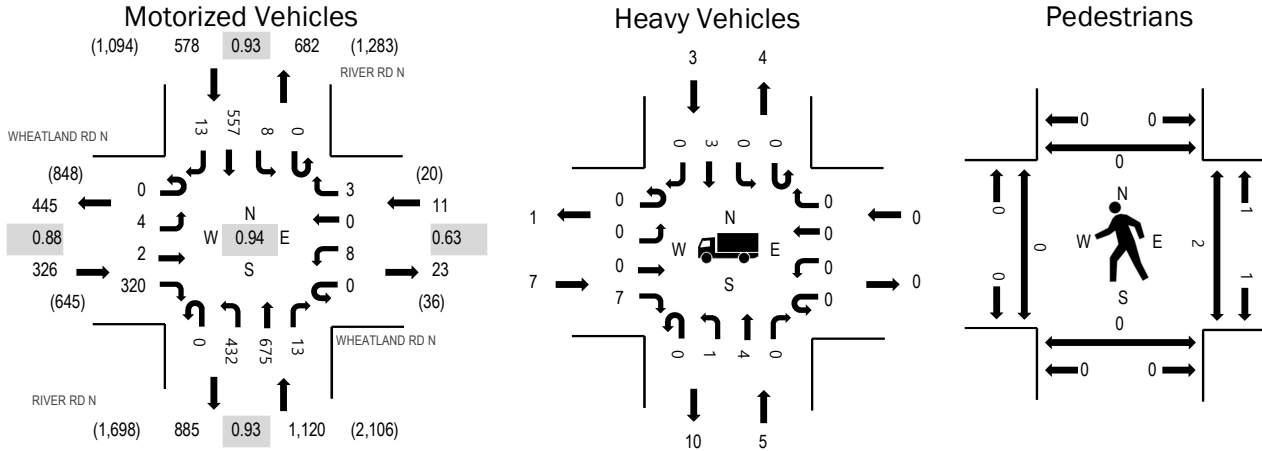 Motorized Vehicles
(1,094) 578 0.93 682 (1,283)
RIVER RD N
WHEATLAND RD N
13 557 8 0
(848)
445
0.88
326
(645)
0
4
2
320
N
W 0.94 E
S
3
0
8
0
(20)
11
0.63
23
(36)
0 432 675 13
WHEATLAND RD N
RIVER RD N
(1,698) 885 0.93 1,120 (2,106)
Heavy Vehicles
3 4
0 3 0 0
1
7
0
0
0
7
N
W E
S
0
0
0
0
0
0
0 1 4 0
10 5
Pedestrians
0 0
0
0
0
0
N
W E
S
2
1
1
0
0 0